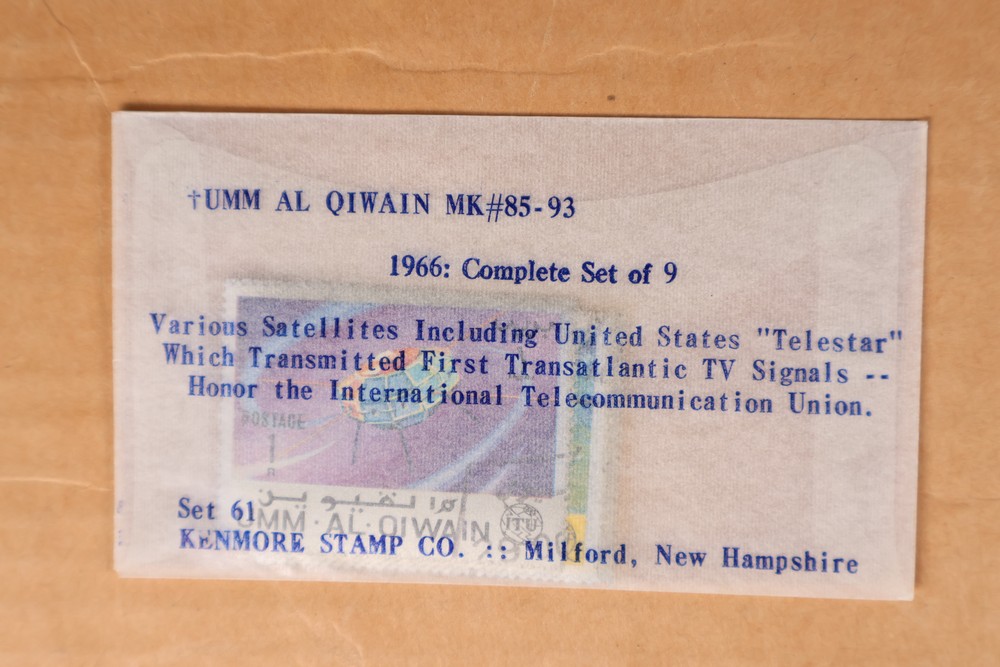 †UMM AL QIWAIN MK#85-93
1966: Complete Set of 9
Various Satellites Including United States "Telestar"
Which Transmitted First Transatlantic TV Signals --
Honor the International Telecommunication Union.
POSTAGE
1
R
أم القيوين
UMM·AL·QIWAIN
ITU
Set 61
KENMORE STAMP CO. :: Milford, New Hampshire